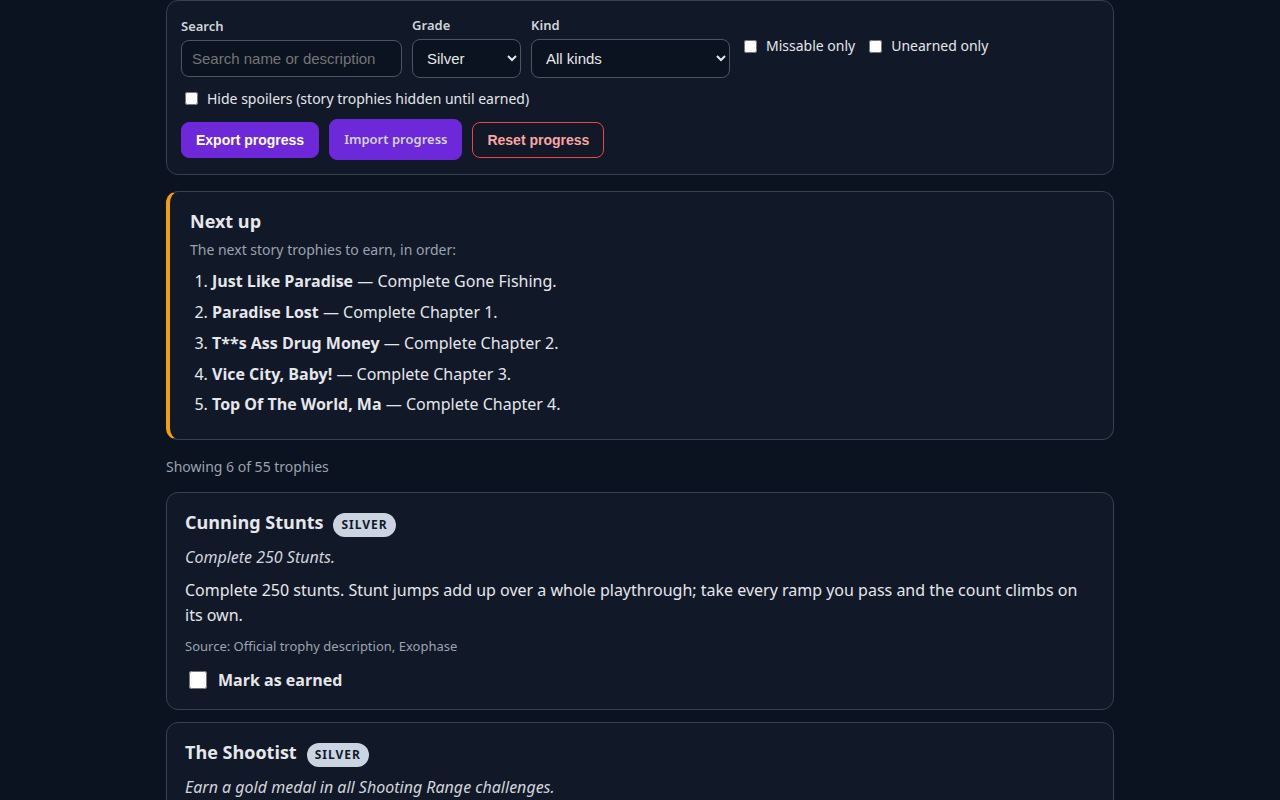 Search
Grade
Kind
Search name or description
Silver
All kinds
Missable only
Unearned only
Hide spoilers (story trophies hidden until earned)
Export progress
Import progress
Reset progress
Next up
The next story trophies to earn, in order:
1. Just Like Paradise — Complete Gone Fishing.
2. Paradise Lost — Complete Chapter 1.
3. T**s Ass Drug Money — Complete Chapter 2.
4. Vice City, Baby! — Complete Chapter 3.
5. Top Of The World, Ma — Complete Chapter 4.
Showing 6 of 55 trophies
Cunning Stunts SILVER
Complete 250 Stunts.
Complete 250 stunts. Stunt jumps add up over a whole playthrough; take every ramp you pass and the count climbs on
its own.
Source: Official trophy description, Exophase
Mark as earned
The Shootist SILVER
Earn a gold medal in all Shooting Range challenges.